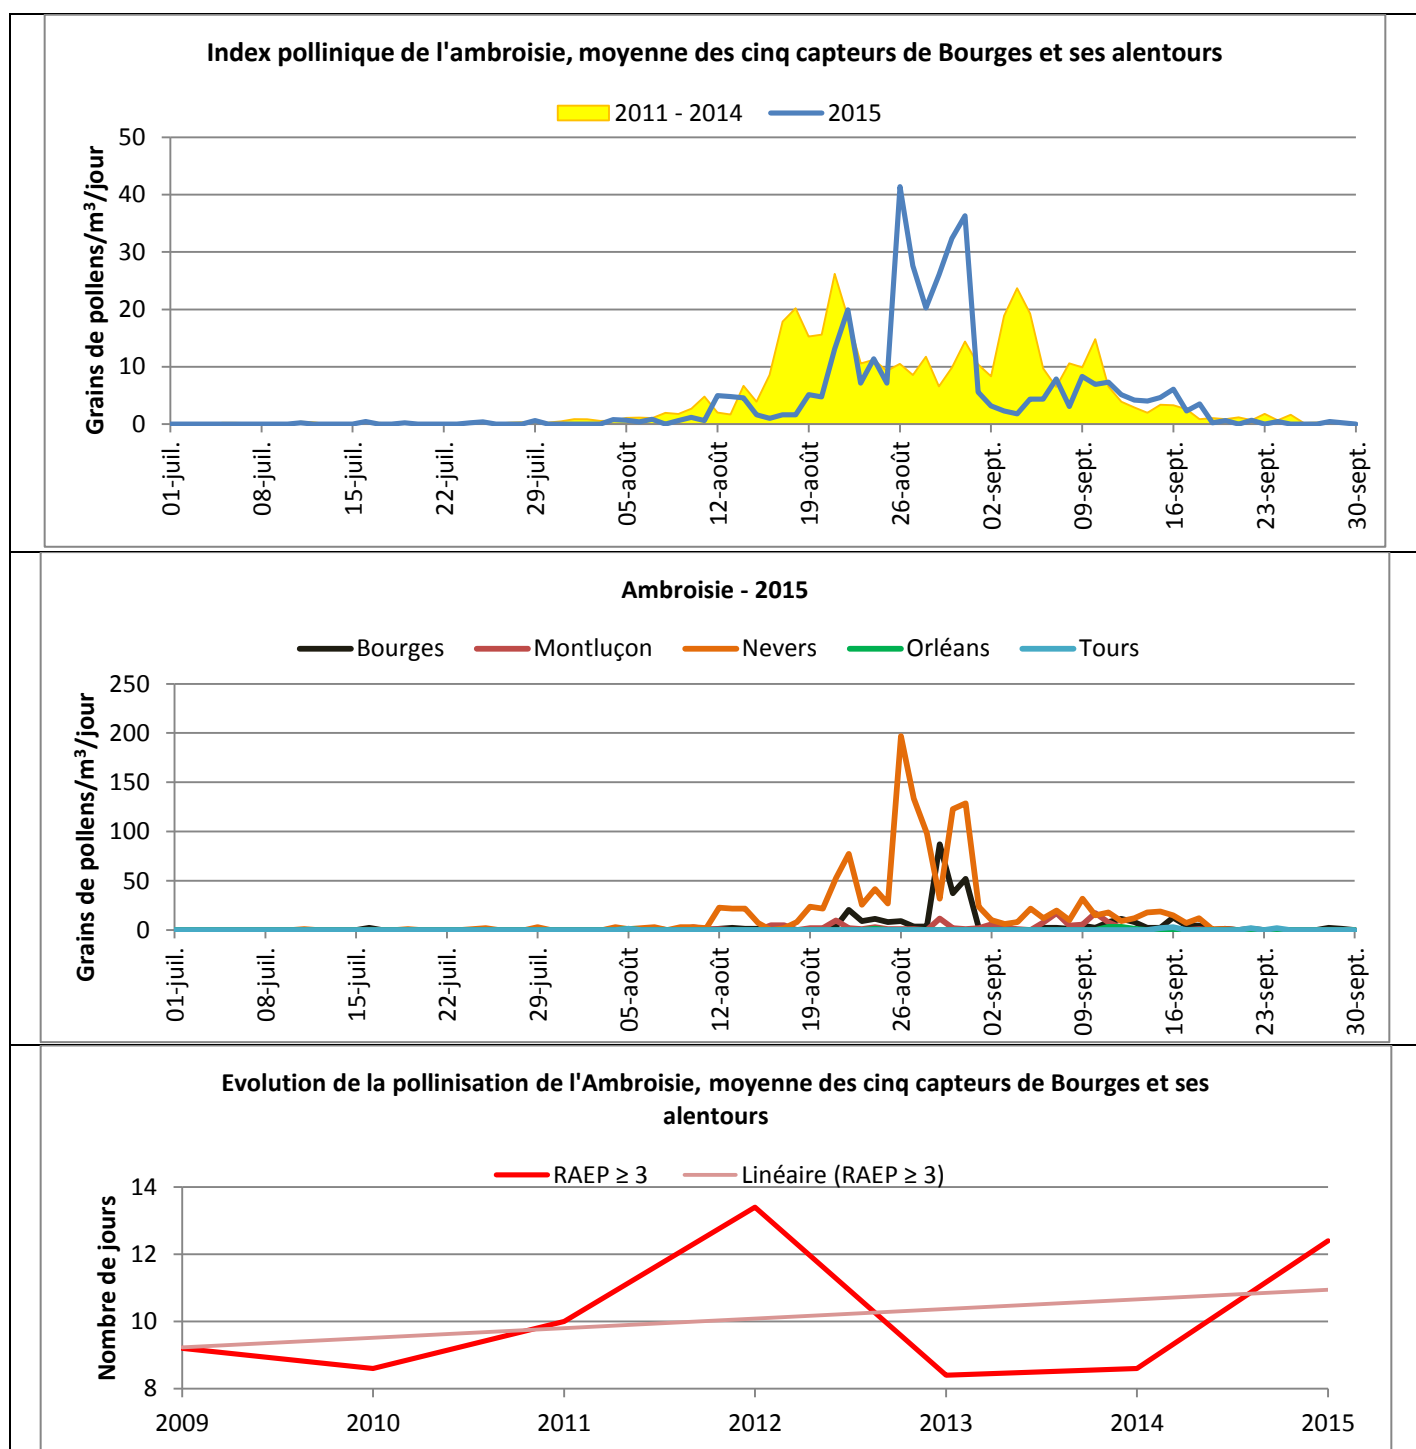 Index pollinique de l'ambroisie, moyenne des cinq capteurs de Bourges et ses alentours
2011 - 2014
2015
Grains de pollens/m³/jour
50
40
30
20
10
0
01-juil.
08-juil.
15-juil.
22-juil.
29-juil.
05-août
12-août
19-août
26-août
02-sept.
09-sept.
16-sept.
23-sept.
30-sept.
Ambroisie - 2015
Bourges
Montluçon
Nevers
Orléans
Tours
Grains de pollens/m³/jour
250
200
150
100
50
0
01-juil.
08-juil.
15-juil.
22-juil.
29-juil.
05-août
12-août
19-août
26-août
02-sept.
09-sept.
16-sept.
23-sept.
30-sept.
Evolution de la pollinisation de l'Ambroisie, moyenne des cinq capteurs de Bourges et ses
alentours
RAEP ≥ 3
Linéaire (RAEP ≥ 3)
Nombre de jours
14
12
10
8
2009
2010
2011
2012
2013
2014
2015